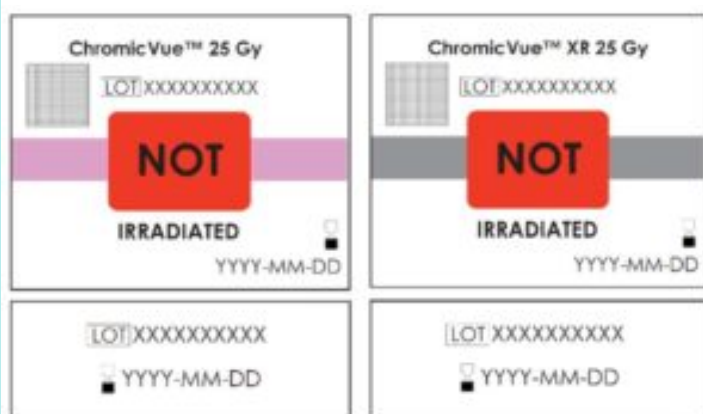 ChromicVue™ 25 Gy
LOT XXXXXXXXXX
NOT
IRRADIATED
YYYY-MM-DD
LOT XXXXXXXXXX
YYYY-MM-DD
ChromicVue™ XR 25 Gy
LOT XXXXXXXXXX
NOT
IRRADIATED
YYYY-MM-DD
LOT XXXXXXXXXX
YYYY-MM-DD